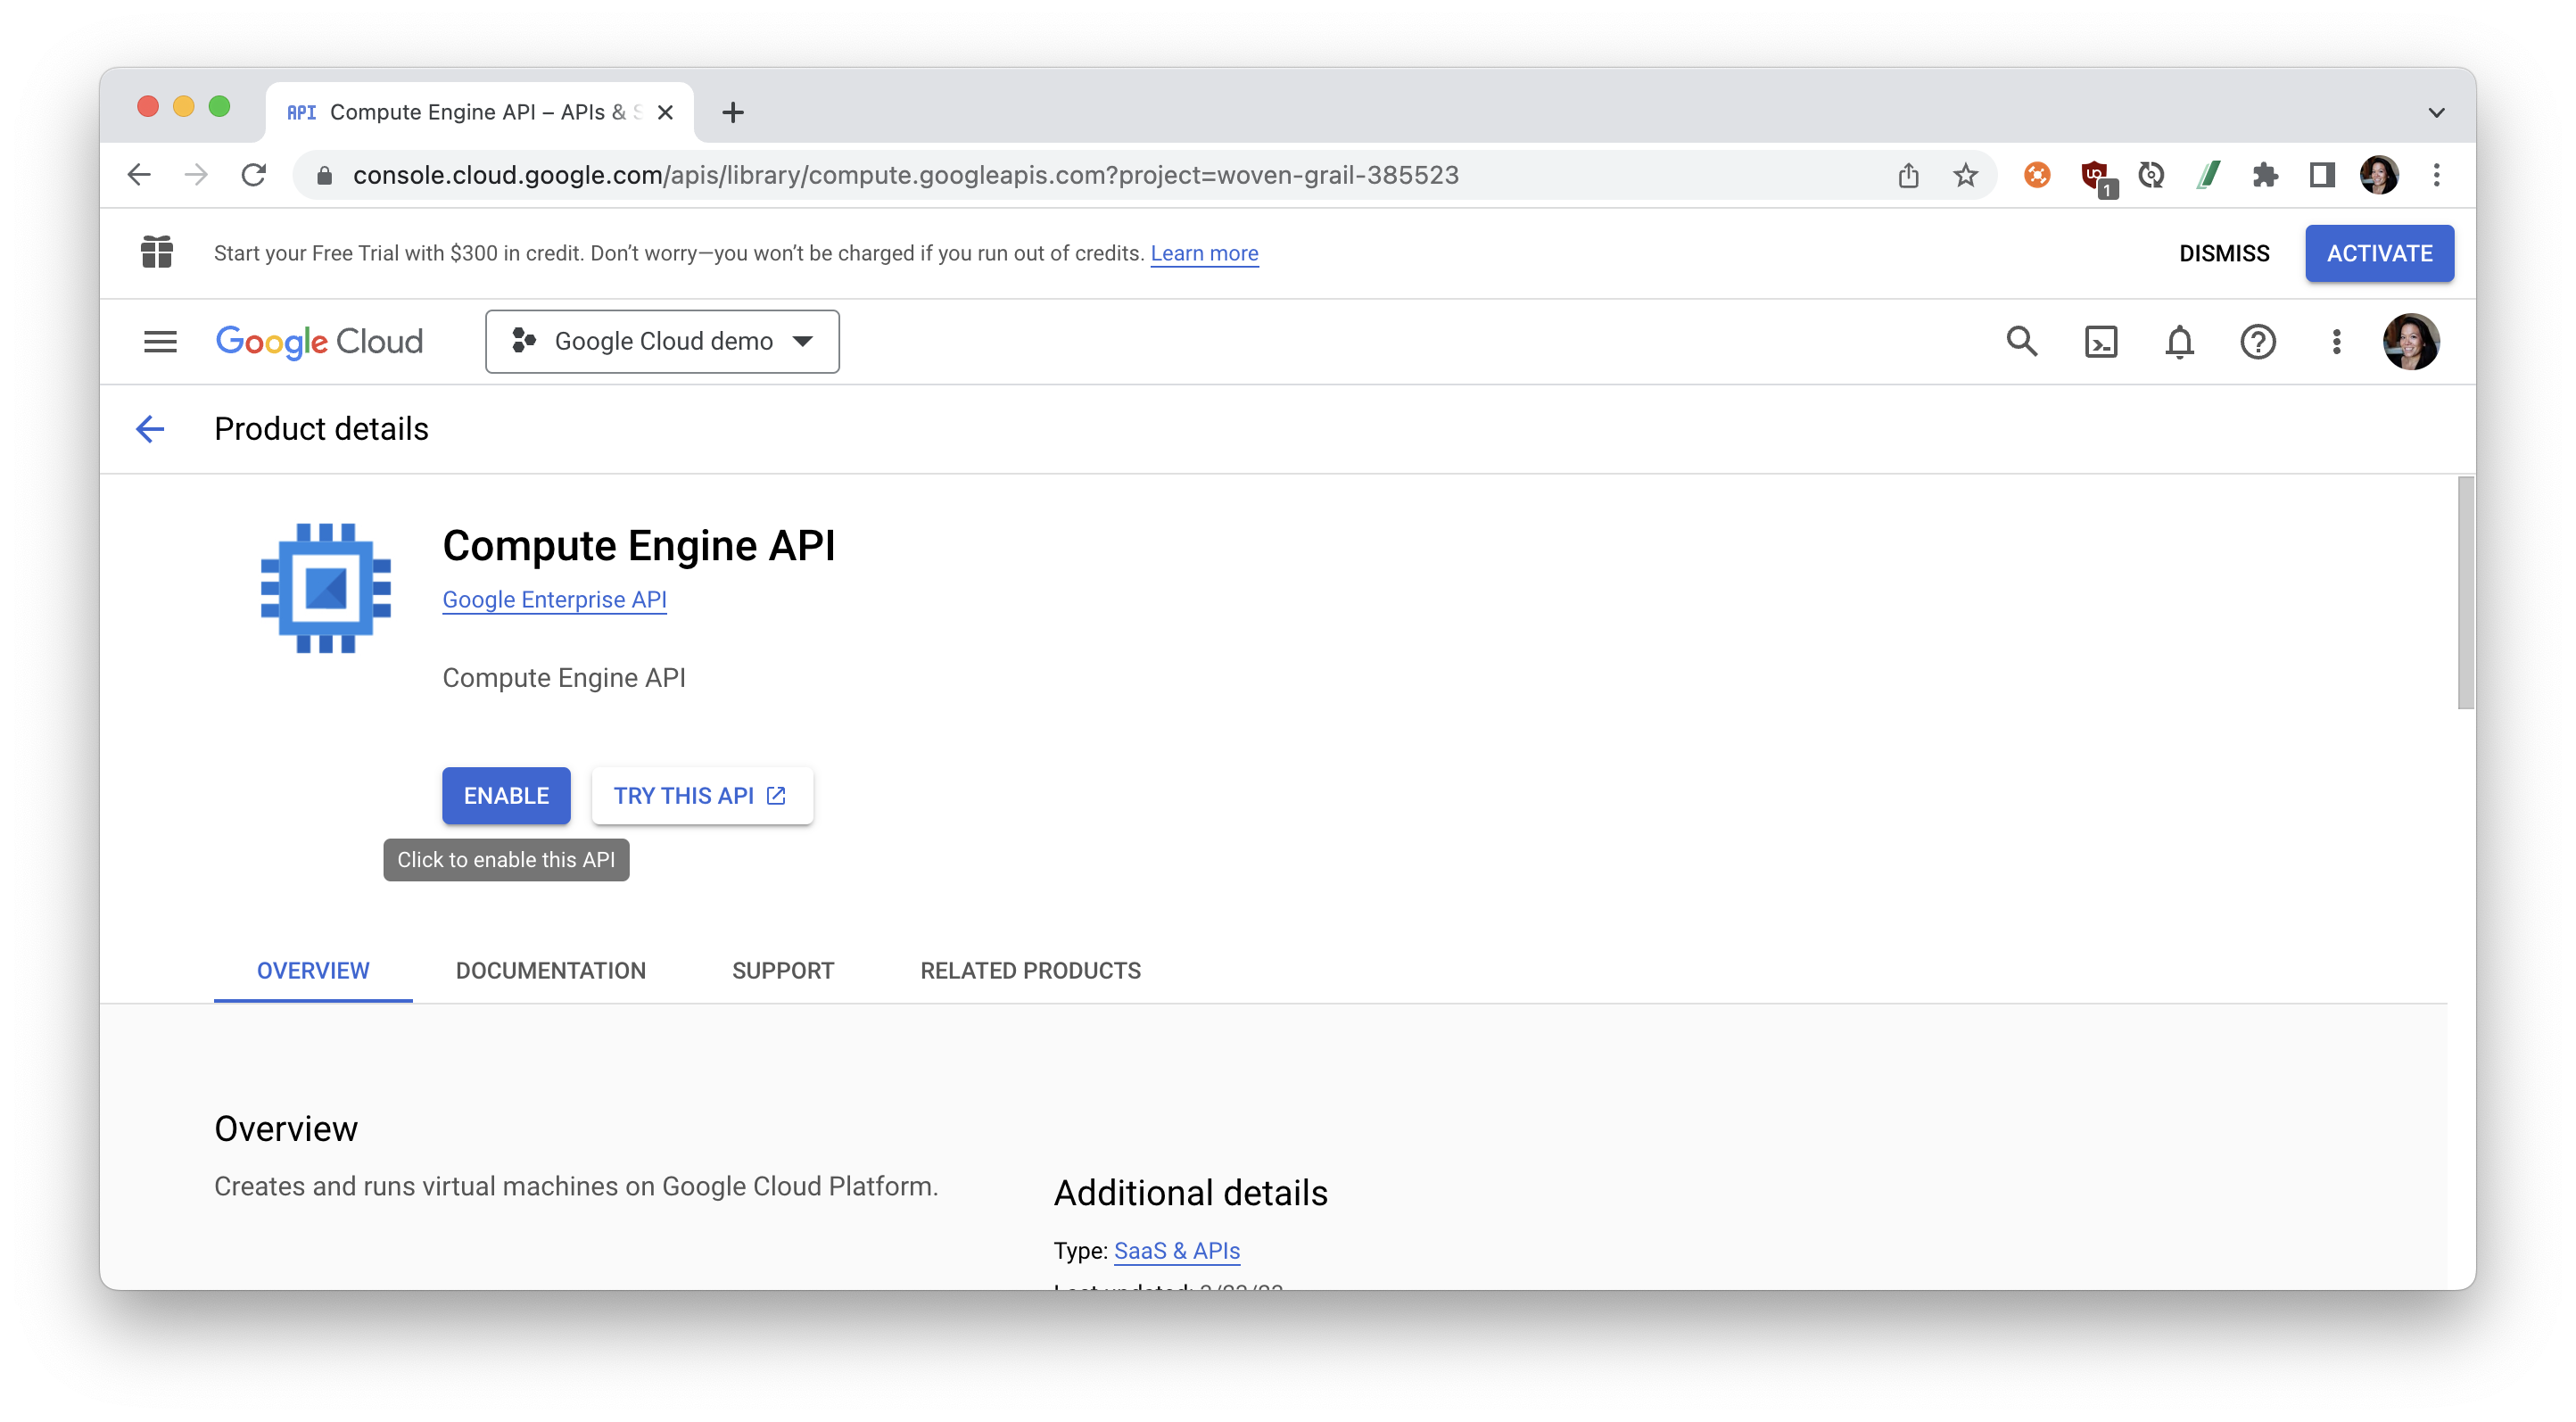 API Compute Engine API – APIs & S
console.cloud.google.com/apis/library/compute.googleapis.com?project=woven-grail-385523
1
Start your Free Trial with $300 in credit. Don’t worry—you won’t be charged if you run out of credits. Learn more
DISMISS
ACTIVATE
Google Cloud
Google Cloud demo
Product details
Compute Engine API
Google Enterprise API
Compute Engine API
ENABLE
TRY THIS API
Click to enable this API
OVERVIEW
DOCUMENTATION
SUPPORT
RELATED PRODUCTS
Overview
Creates and runs virtual machines on Google Cloud Platform.
Additional details
Type: SaaS & APIs
Last updated: